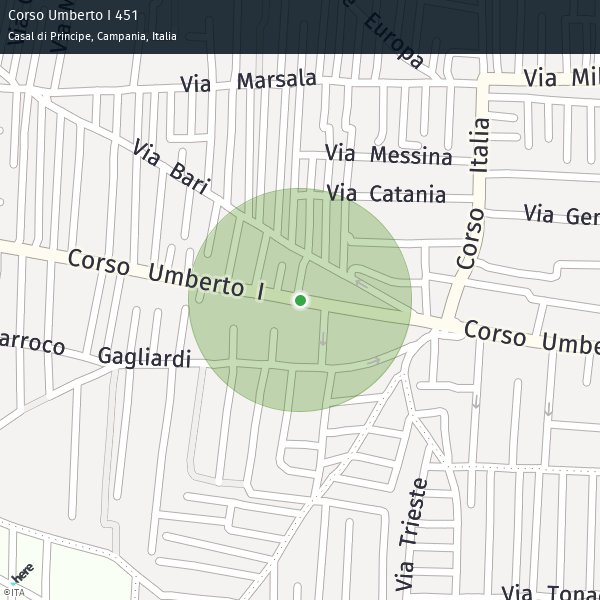 Corso Umberto I 451
Casal di Principe, Campania, Italia
Europa
Via Marsala
Via Mil
Via Bari
Via Messina
Corso Italia
Via Catania
Via Ger
Corso Umberto I
Corso Umbe
arroco
Gagliardi
Via Trieste
Via Tona
here
©ITA